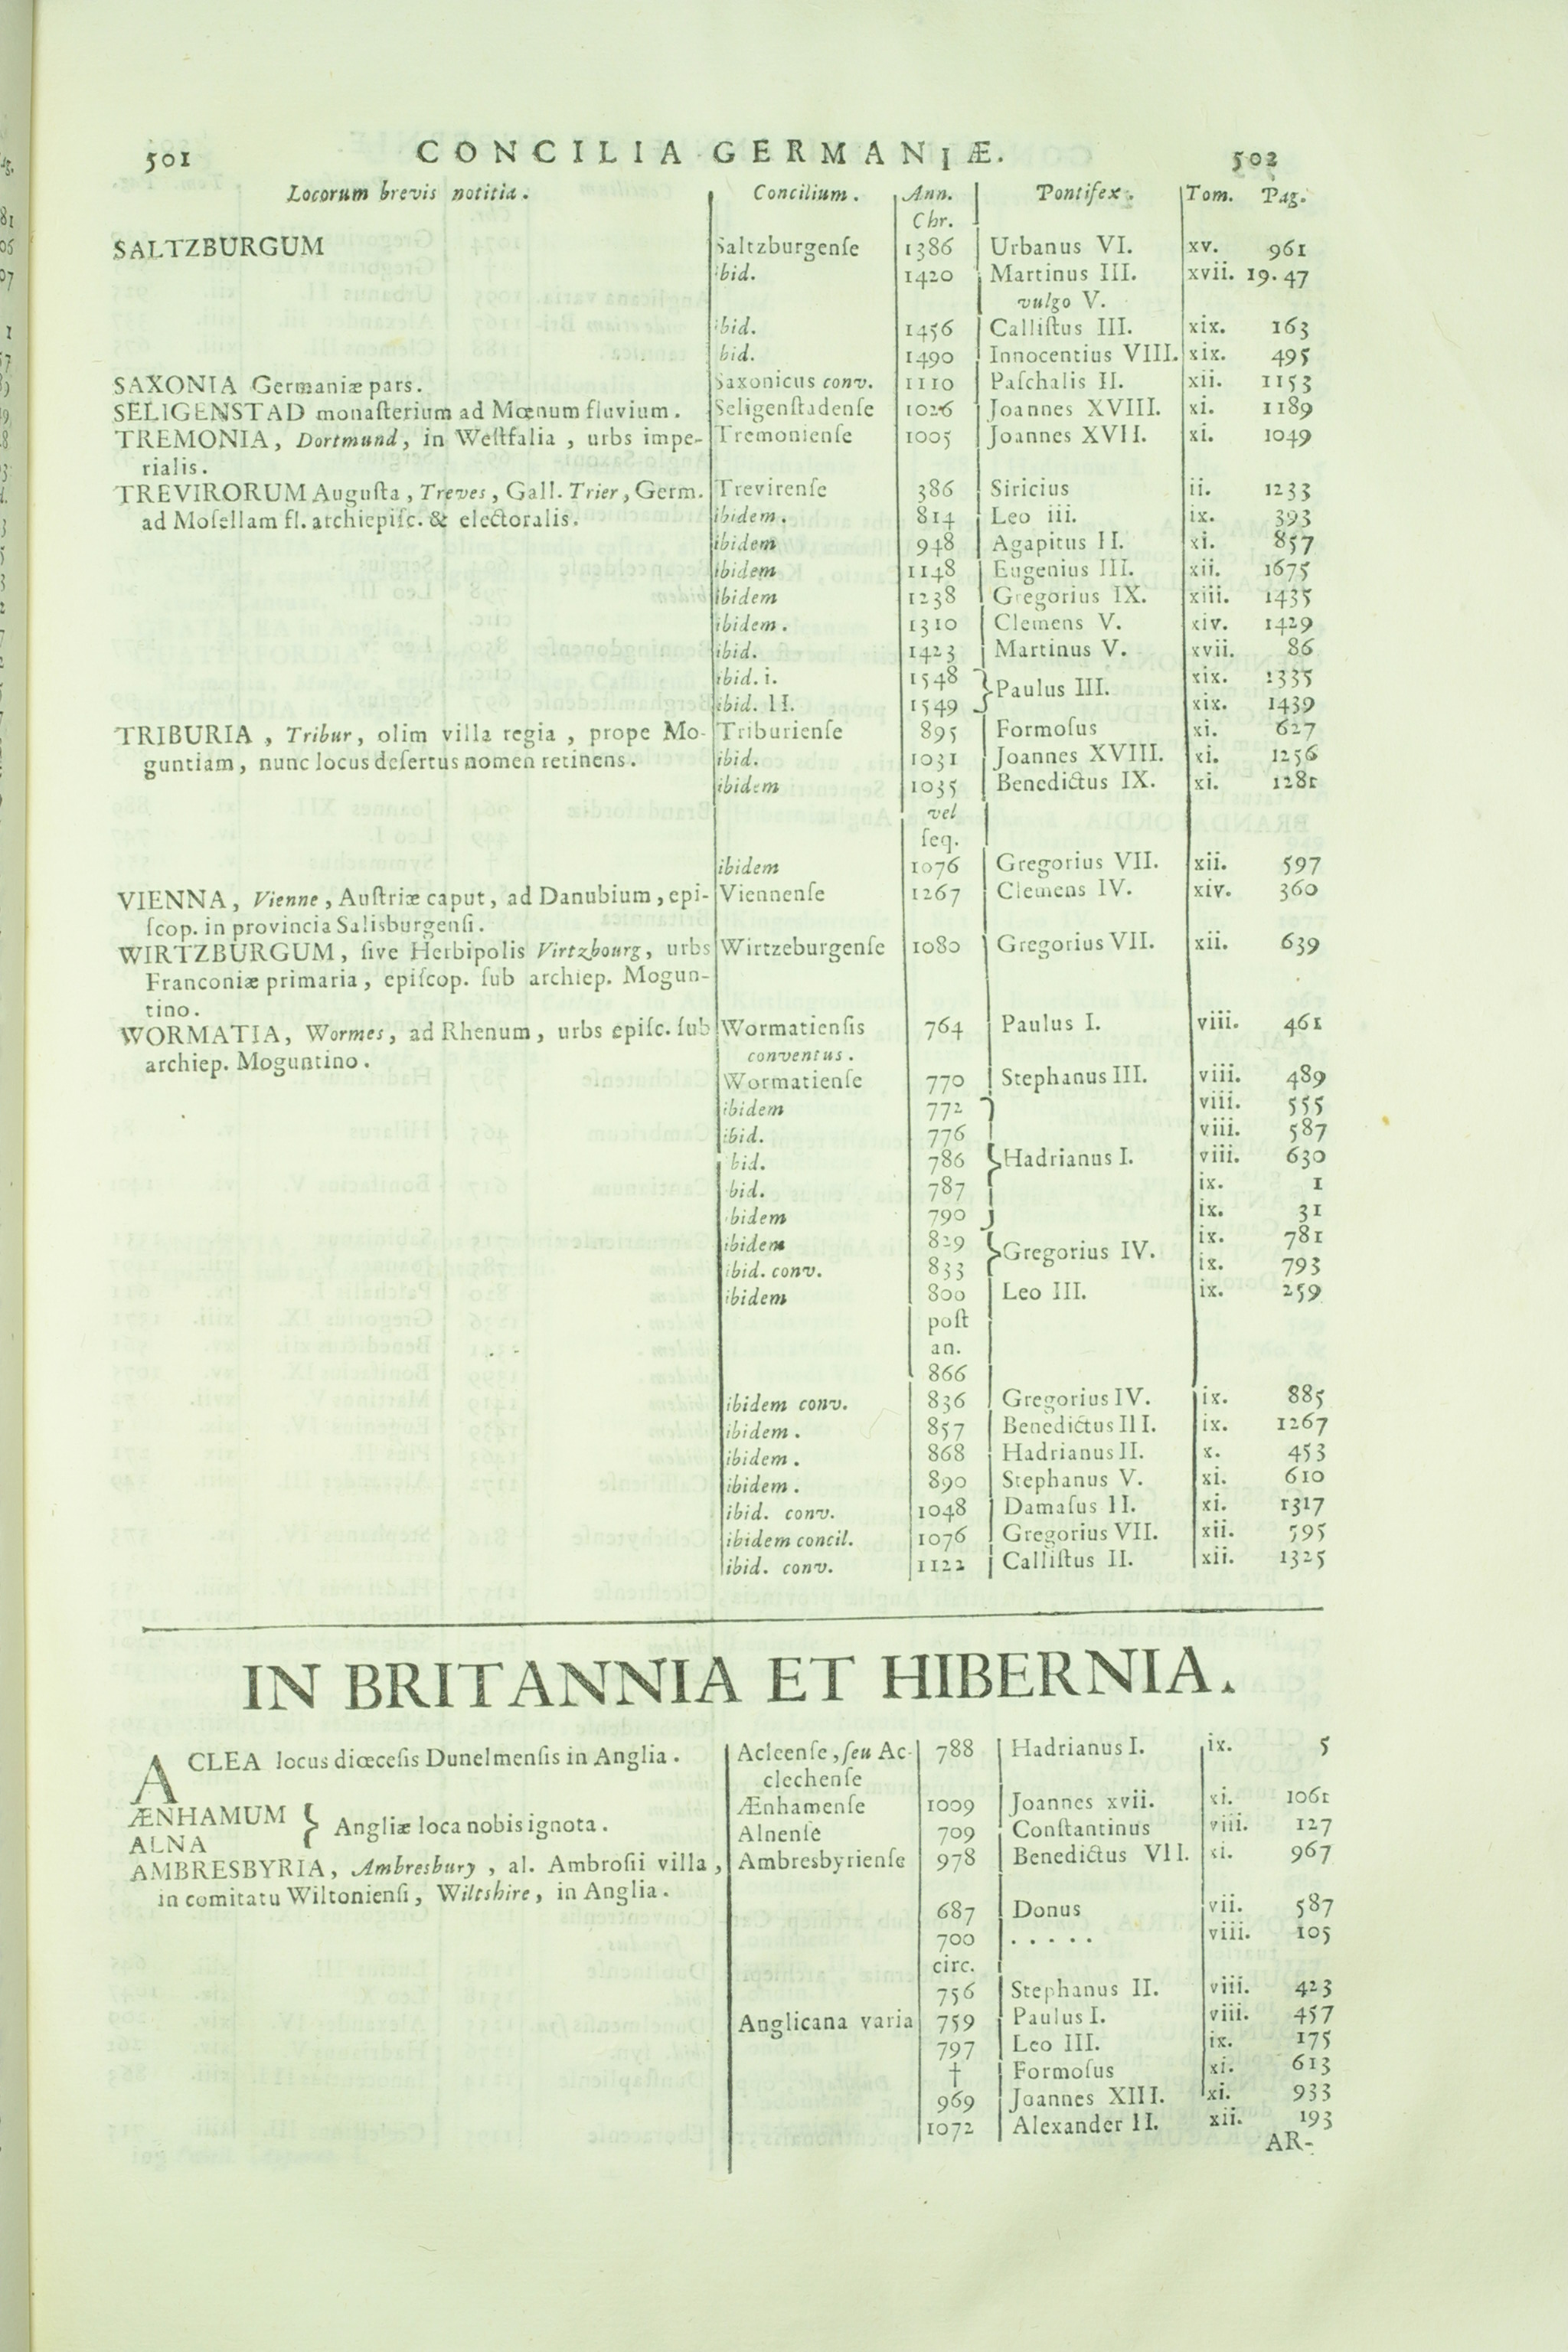 501 CONCILIA GERMANIÆ. 502
Locorum brevis notitia. Concilium. Ann. Chr. Pontifex. Tom. Pag.
SALTZBURGUM Saltzburgenſe 1386 Urbanus VI. xv. 961
ibid. 1420 Martinus III. xvii. 19.47
vulgo V.
ibid. 1456 Calliſtus III. xix. 163
ibid. 1490 Innocentius VIII. xix. 495
SAXONIA Germaniæ pars. Saxonicus conv. 1110 Paſchalis II. xii. 1153
SELIGENSTAD monaſterium ad Mœnum fluvium. Seligenſtadenſe 1026 Joannes XVIII. xi. 1189
TREMONIA, Dortmund, in Weſtfalia, urbs impe- Tremonienſe 1005 Joannes XVII. xi. 1049
rialis.
TREVIRORUM Auguſta, Treves, Gall. Trier, Germ. Trevirenſe 386 Siricius ii. 1233
ad Moſellam fl. archiepiſc. & electoralis. ibidem. 814 Leo iii. ix. 393
ibidem 948 Agapitus II. xi. 857
ibidem 1148 Eugenius III. xii. 1675
ibidem 1238 Gregorius IX. xiii. 1435
ibidem. 1310 Clemens V. xiv. 1429
ibid. 1423 Martinus V. xvii. 86
ibid. i. 1548 xix. 1335
Paulus III.
ibid. II. 1549 xix. 1439
TRIBURIA, Tribur, olim villa regia, prope Mo- Triburienſe 895 Formoſus xi. 627
guntiam, nunc locus deſertus nomen retinens. ibid. 1031 Joannes XVIII. xi. 1256
ibidem 1035 Benedictus IX. xi. 1281
vel
ſeq.
ibidem 1076 Gregorius VII. xii. 597
VIENNA, Vienne, Auſtriæ caput, ad Danubium, epi- Viennenſe 1267 Clemens IV. xiv. 360
ſcop. in provincia Salisburgenſi.
WIRTZBURGUM, ſive Herbipolis Virtzbourg, urbs Wirtzeburgenſe 1080 Gregorius VII. xii. 639
Franconiæ primaria, epiſcop. ſub archiep. Mogun-
tino.
WORMATIA, Wormes, ad Rhenum, urbs epiſc. ſub Wormatienſis 764 Paulus I. viii. 461
archiep. Moguntino. conventus.
Wormatienſe 770 Stephanus III. viii. 489
ibidem 772 viii. 555
ibid. 776 viii. 587
ibid. 786 Hadrianus I. viii. 630
ibid. 787 ix. 1
ibidem 790 ix. 31
ibidem 829 ix. 781
Gregorius IV.
ibid. conv. 833 ix. 793
ibidem 800 Leo III. ix. 259
poſt
an.
866
ibidem conv. 836 Gregorius IV. ix. 885
ibidem. 857 Benedictus III. ix. 1267
ibidem. 868 Hadrianus II. x. 453
ibidem. 890 Stephanus V. xi. 610
ibid. conv. 1048 Damaſus II. xi. 1317
ibidem concil. 1076 Gregorius VII. xii. 595
ibid. conv. 1122 Calliſtus II. xii. 1325
IN BRITANNIA ET HIBERNIA.
ACLEA locus diœceſis Dunelmenſis in Anglia. Acleenſe, ſeu Ac- 788 Hadrianus I. ix. 5
clechenſe
ÆNHAMUM } Angliæ loca nobis ignota. Ænhamenſe 1009 Joannes xvii. xi. 1061
ALNA Alnenſe 709 Conſtantinus viii. 127
AMBRESBYRIA, Ambresbury, al. Ambroſii villa, Ambresbyrienſe 978 Benedictus VII. xi. 967
in comitatu Wiltonienſi, Wiltshire, in Anglia.
687 Donus vii. 587
700 ..... viii. 105
circ.
756 Stephanus II. viii. 423
Anglicana varia 759 Paulus I. viii. 457
797 Leo III. ix. 175
† Formoſus xi. 613
969 Joannes XIII. xi. 933
1072 Alexander II. xii. 193
AR-